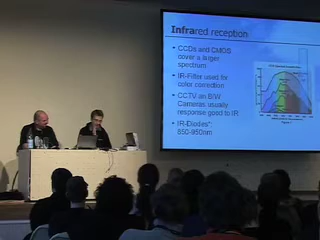 Infrared reception
CCDs and CMOS
cover a larger
spectrum
IR-Filter used for
color correction
CCTV an B/W
Cameras usually
response good to IR
IR-Diodes*:
850-950nm